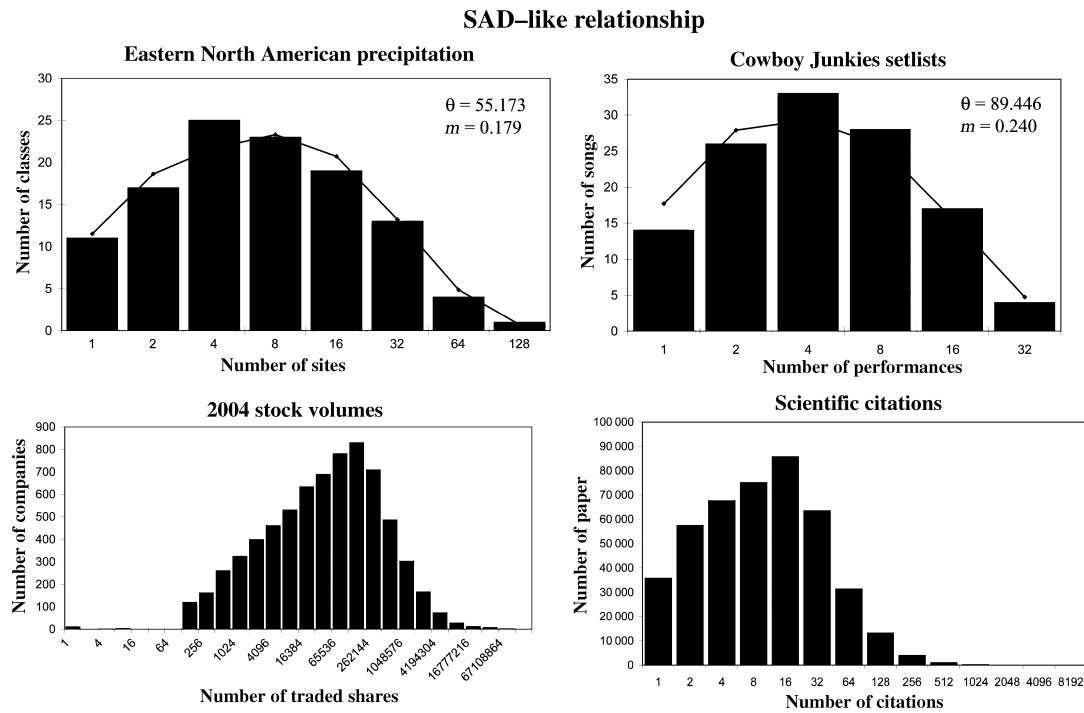 SAD–like relationship
Eastern North American precipitation
Number of classes
30
25
20
15
10
5
0
θ = 55.173
m = 0.179
1 2 4 8 16 32 64 128
Number of sites
Cowboy Junkies setlists
Number of songs
35
30
25
20
15
10
5
0
θ = 89.446
m = 0.240
1 2 4 8 16 32
Number of performances
2004 stock volumes
Number of companies
900
800
700
600
500
400
300
200
100
0
1 4 16 64 256 1024 4096 16384 65536 262144 1048576 4194304 16777216 67108864
Number of traded shares
Scientific citations
Number of paper
100 000
90 000
80 000
70 000
60 000
50 000
40 000
30 000
20 000
10 000
0
1 2 4 8 16 32 64 128 256 512 1024 2048 4096 8192
Number of citations